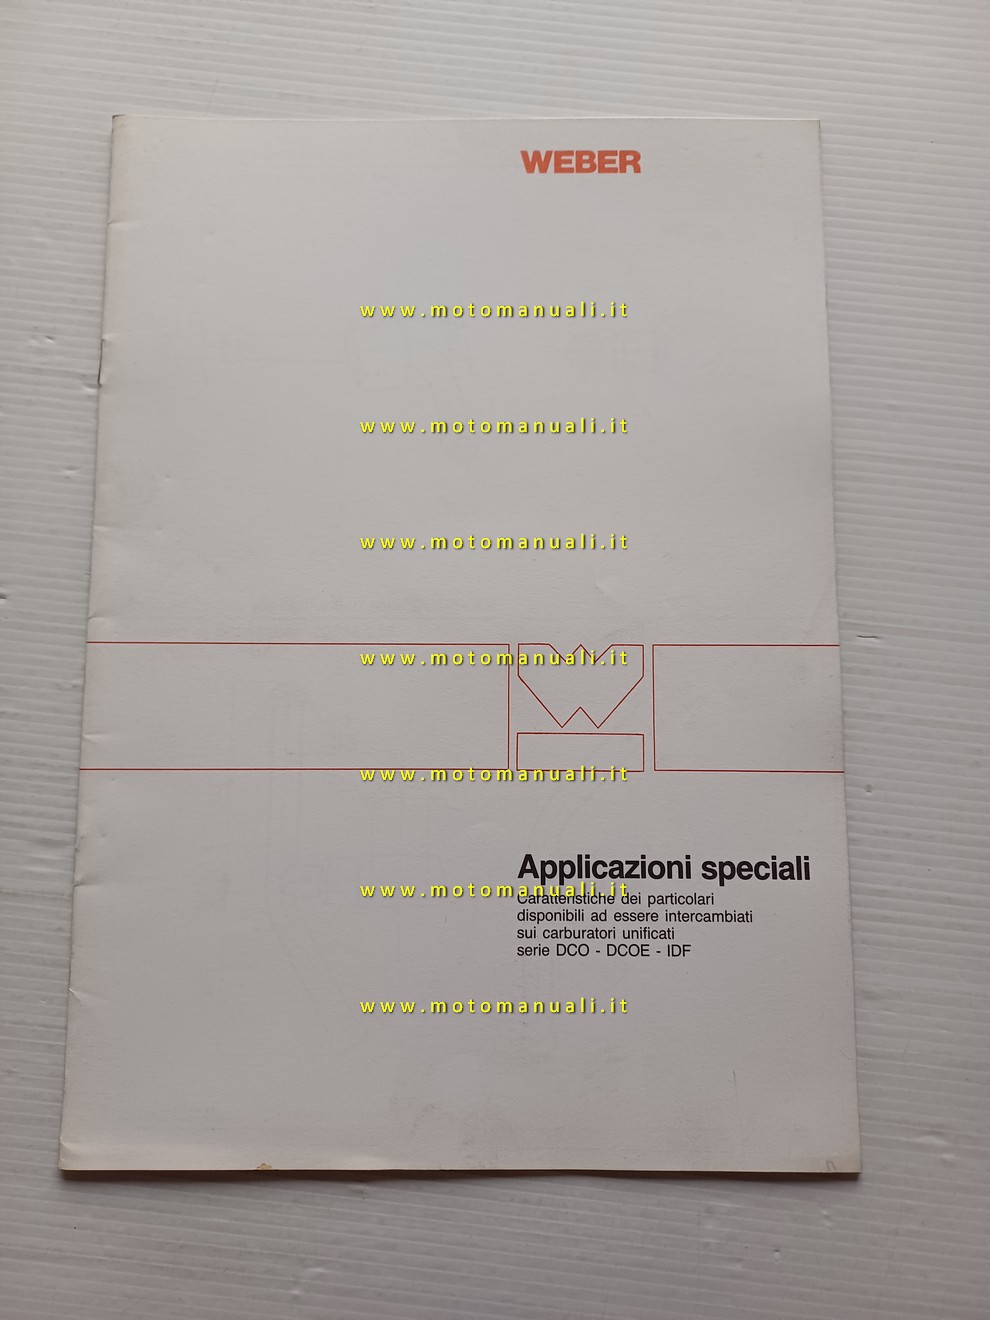 WEBER
www.motomanuali.it
www.motomanuali.it
www.motomanuali.it
www.motomanuali.it
www.motomanuali.it
Applicazioni speciali
www.motomanuali.it
Caratteristiche dei particolari
disponibili ad essere intercambiati
sui carburatori unificati
serie DCO - DCOE - IDF
www.motomanuali.it